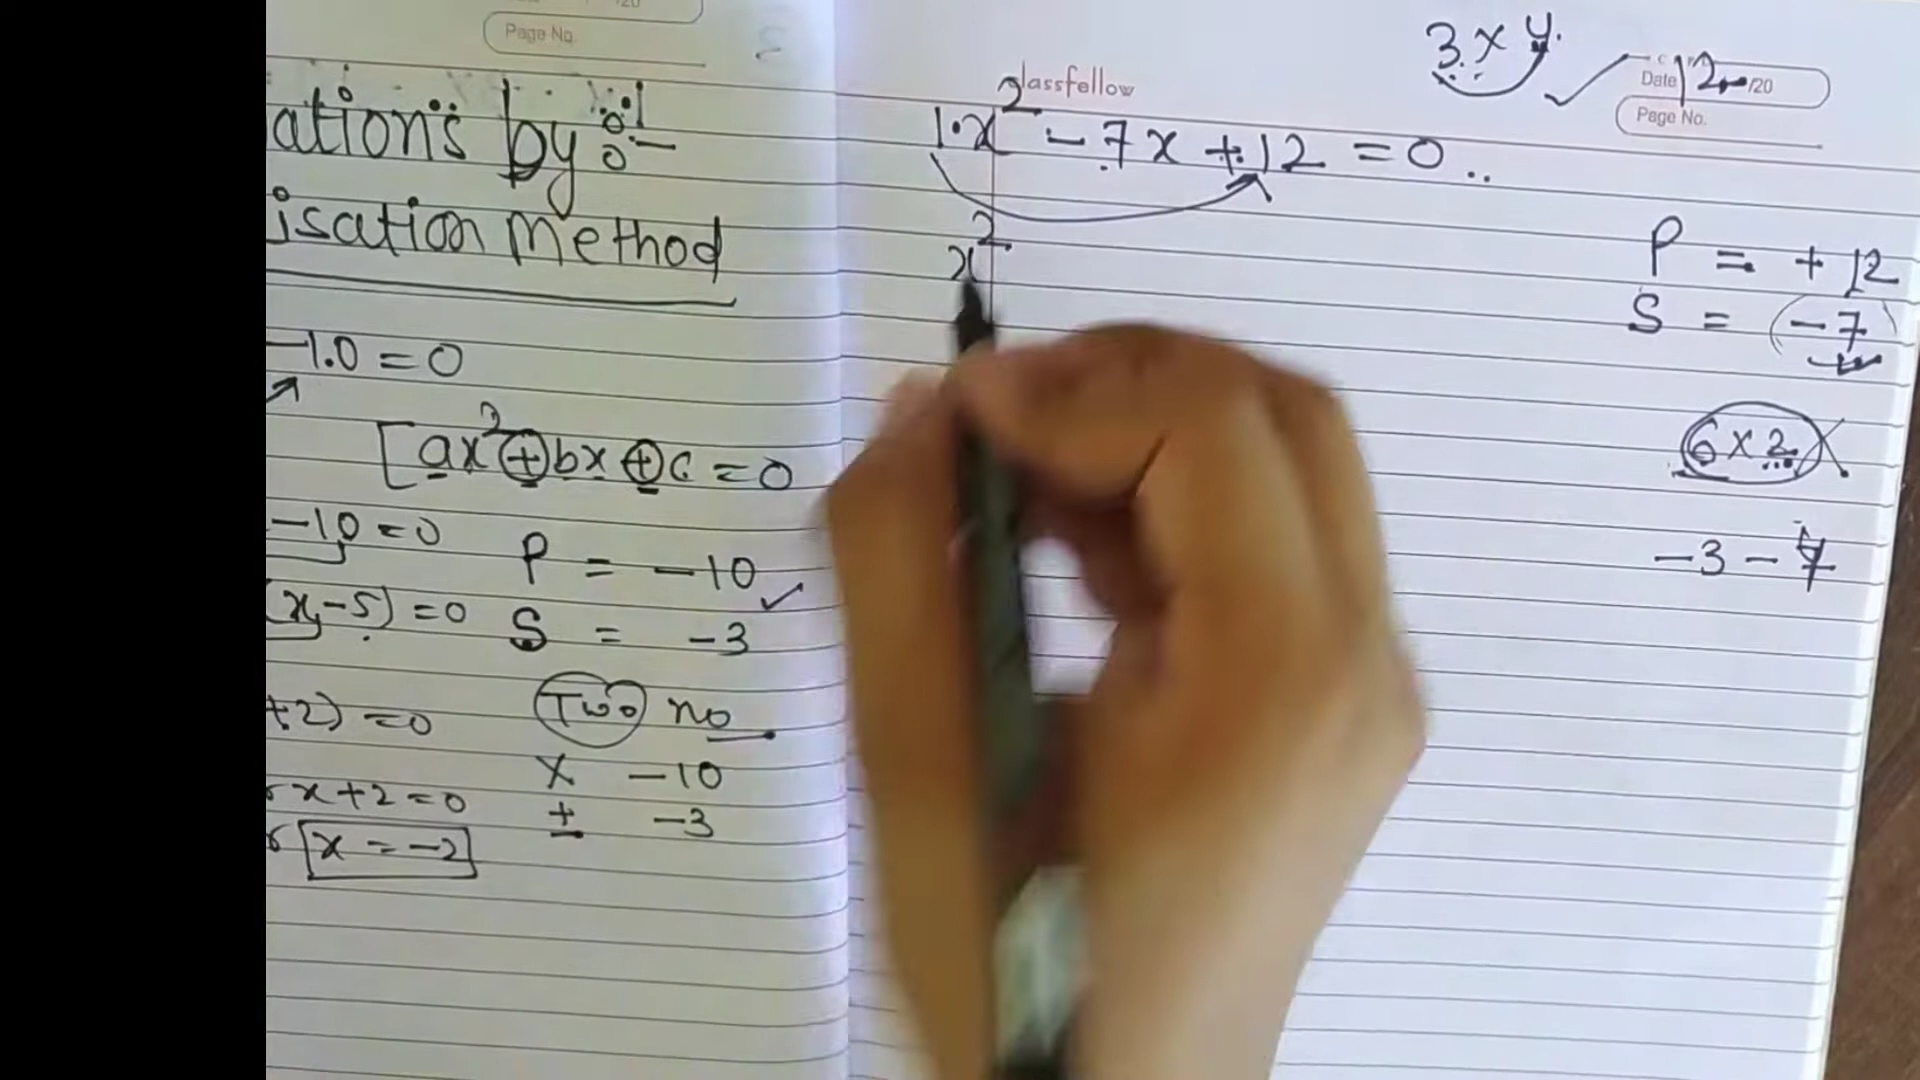 Page No.
ations by :-
isation Method
-1.0 = 0
[ax² + bx + c = 0
-10 = 0
P = -10 ✓
(x-5) = 0
S = -3
+2) = 0
Two no
x+2 = 0
X -10
+ -3
x = -2
3 x 4.
✓
Date 12 /20
Page No.
classfellow
1·x² - 7x + 12 = 0 ..
x²
P = + 12
S = (-7)
6 x 2 X
-3 - 4